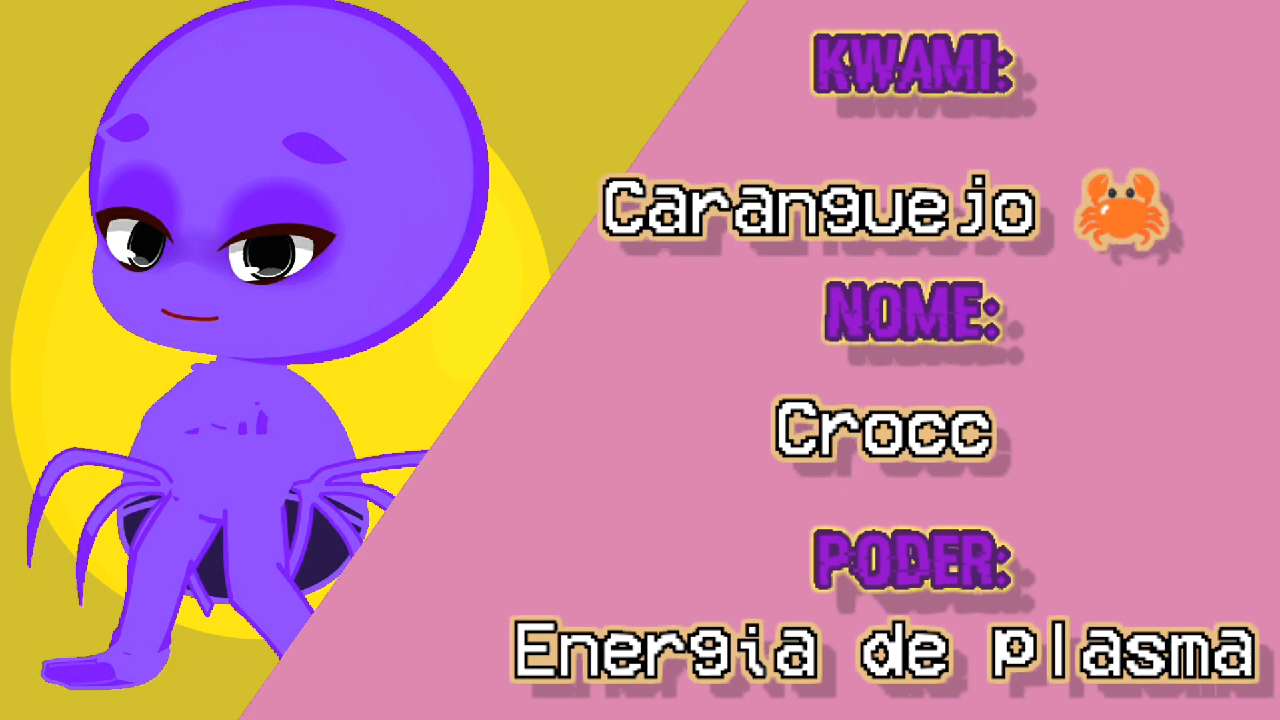 KWAMI:
Caranguejo 🦀
NOME:
Crocc
PODER:
Energia de plasma